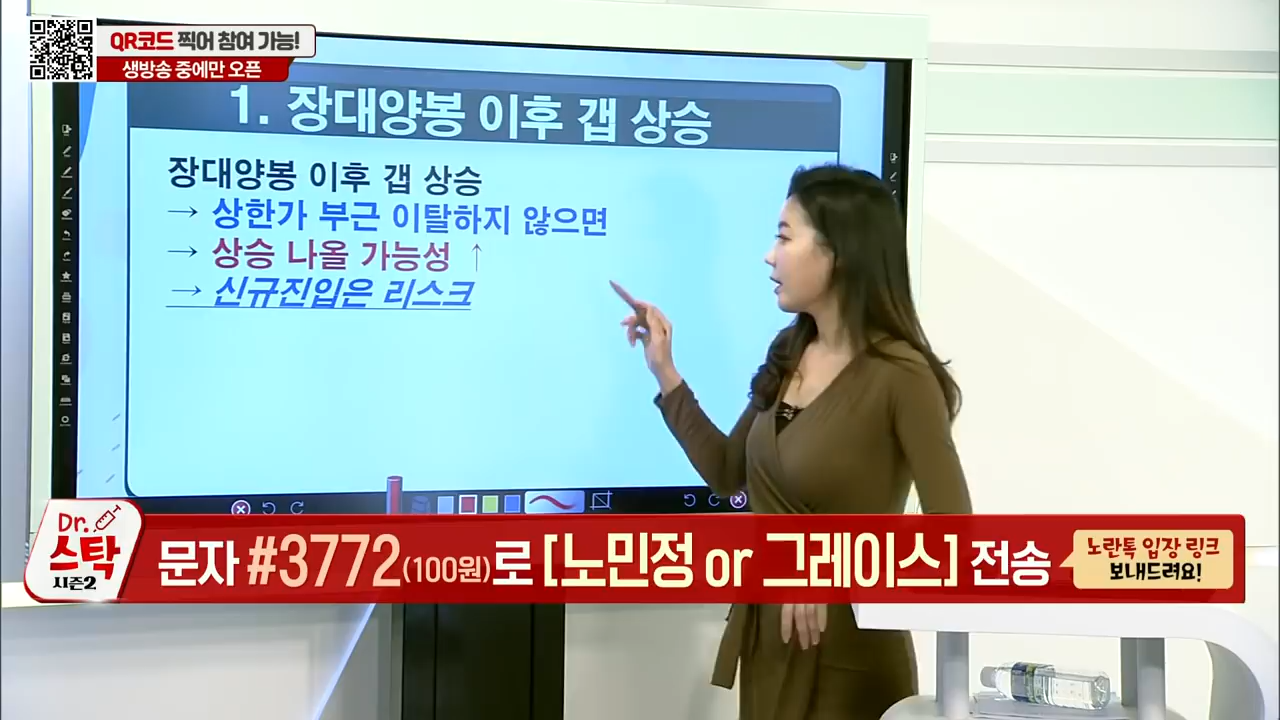 QR코드 찍어 참여 가능!
생방송 중에만 오픈
1. 장대양봉 이후 갭 상승
장대양봉 이후 갭 상승
→ 상한가 부근 이탈하지 않으면
→ 상승 나올 가능성 ↑
→ 신규진입은 리스크
Dr.
스탁
시즌2
문자 #3772(100원)로 [노민정 or 그레이스] 전송
노란톡 입장 링크
보내드려요!